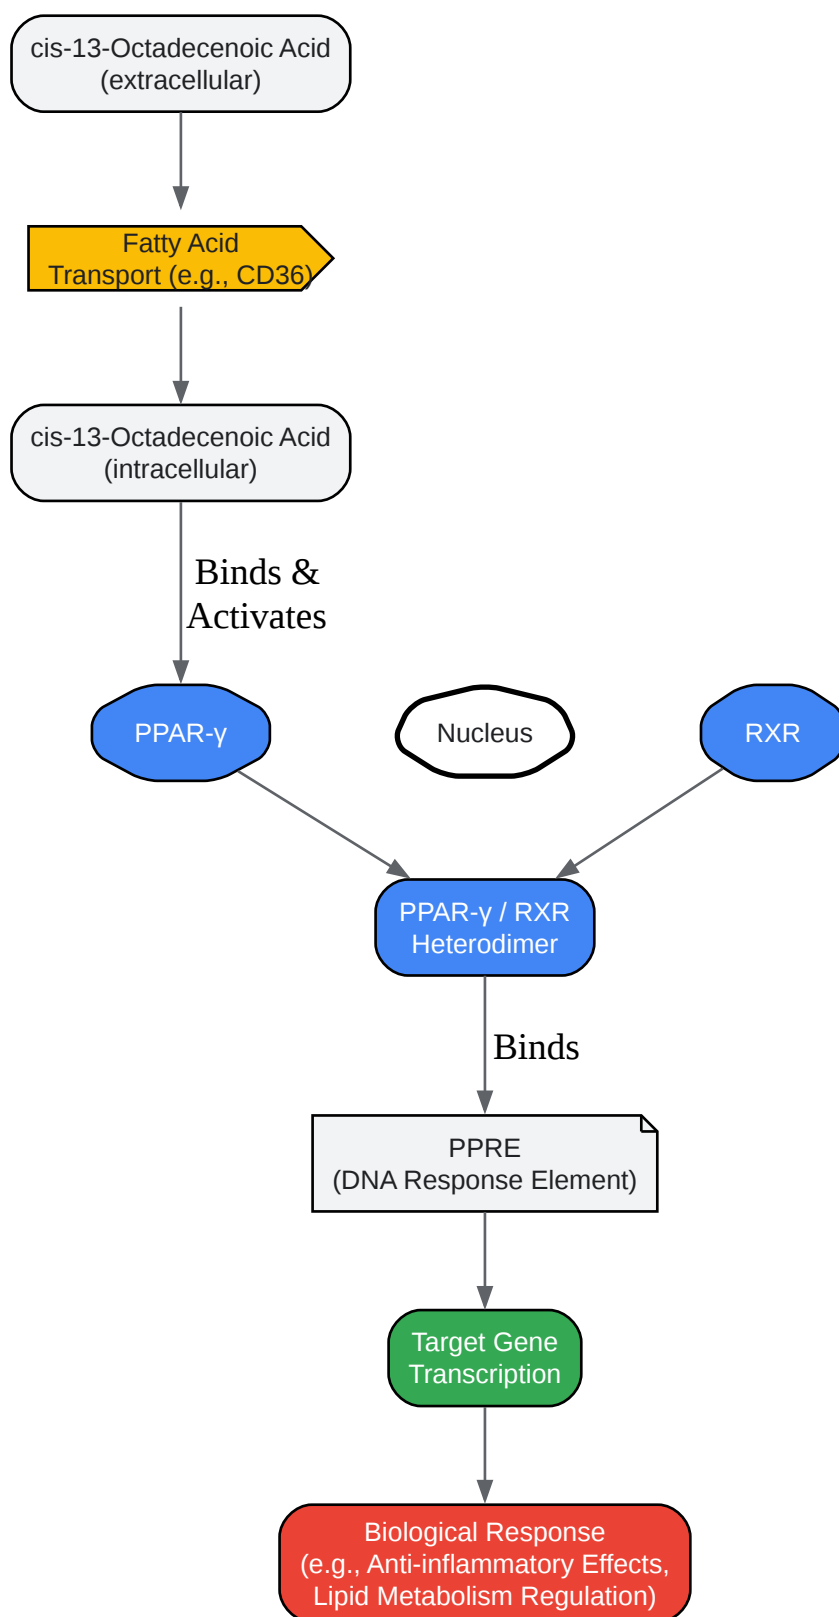 cis-13-Octadecenoic Acid
(extracellular)
Fatty Acid
Transport (e.g., CD36)
cis-13-Octadecenoic Acid
(intracellular)
Binds &
Activates
PPAR-γ
Nucleus
RXR
PPAR-γ / RXR
Heterodimer
Binds
PPRE
(DNA Response Element)
Target Gene
Transcription
Biological Response
(e.g., Anti-inflammatory Effects,
Lipid Metabolism Regulation)